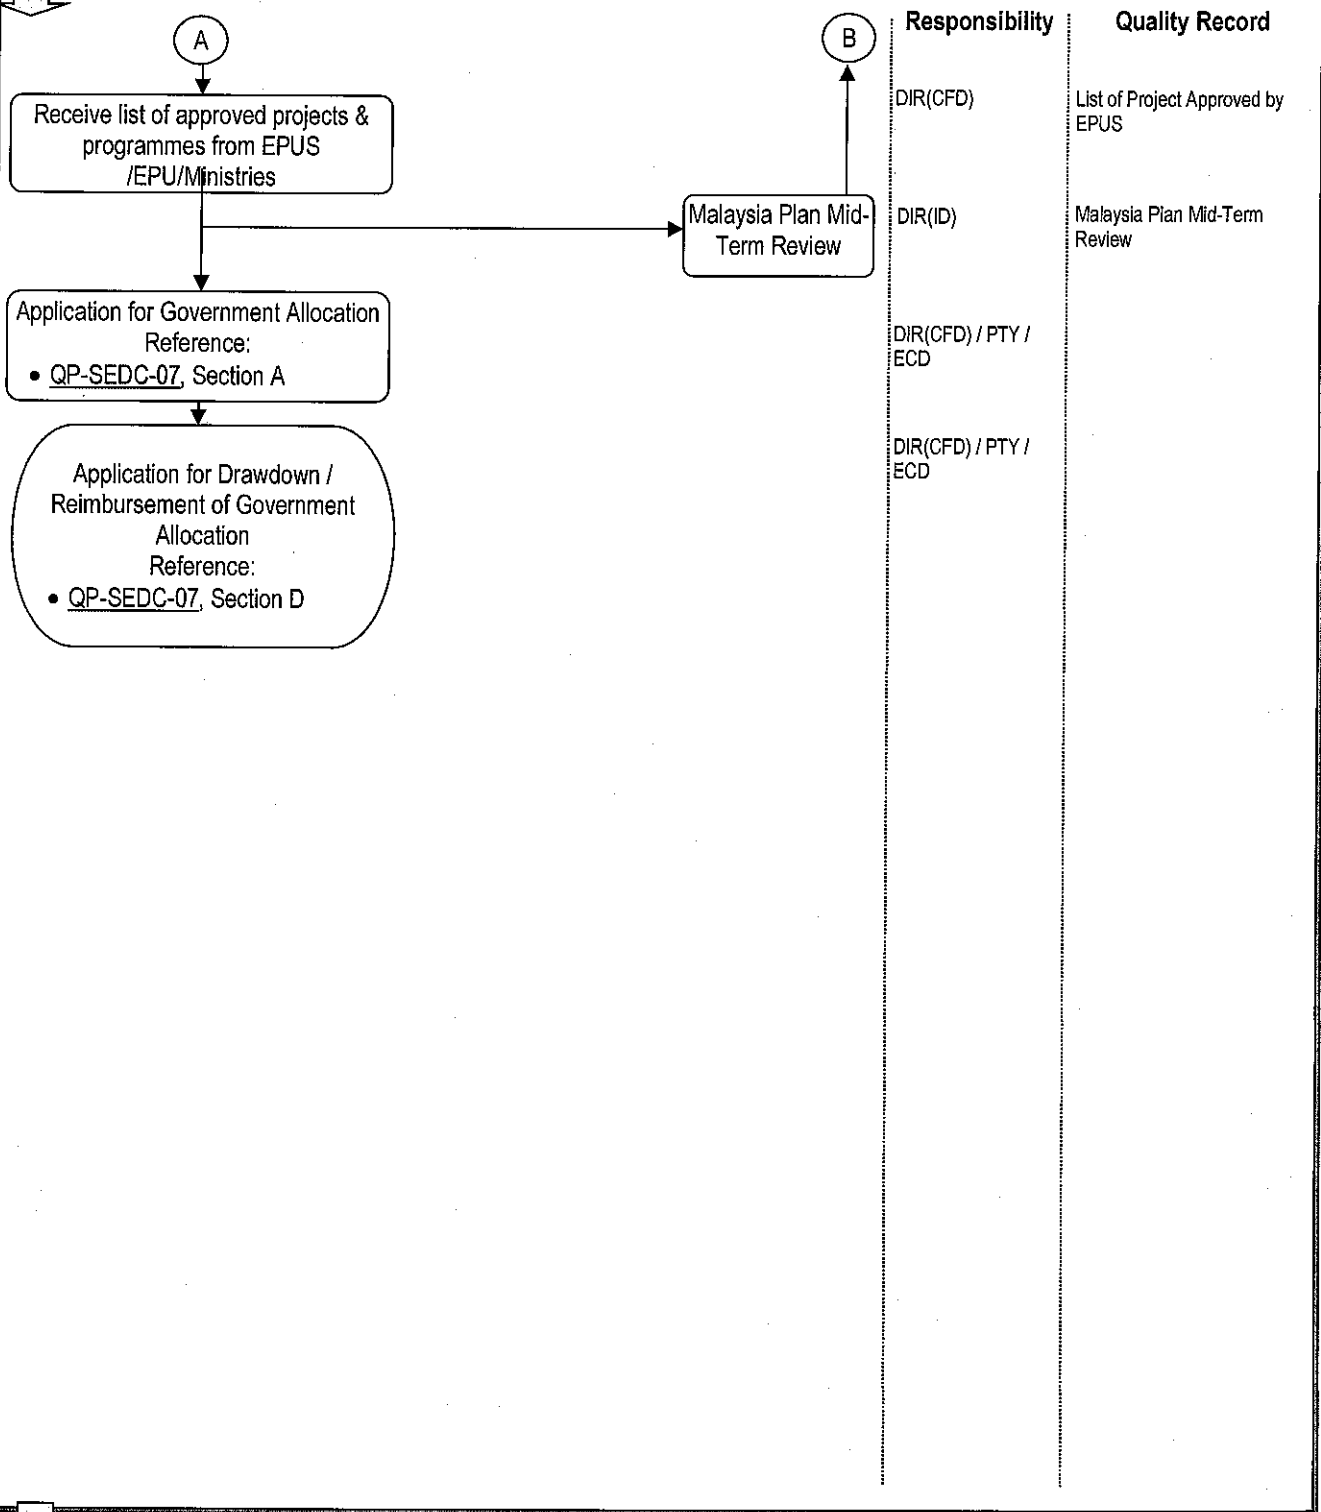 A
B
Responsibility
Quality Record
Receive list of approved projects &
programmes from EPUS
/EPU/Ministries
DIR(CFD)
List of Project Approved by
EPUS
Malaysia Plan Mid-
Term Review
DIR(ID)
Malaysia Plan Mid-Term
Review
Application for Government Allocation
Reference:
• QP-SEDC-07, Section A
DIR(CFD) / PTY /
ECD
Application for Drawdown /
Reimbursement of Government
Allocation
Reference:
• QP-SEDC-07, Section D
DIR(CFD) / PTY /
ECD